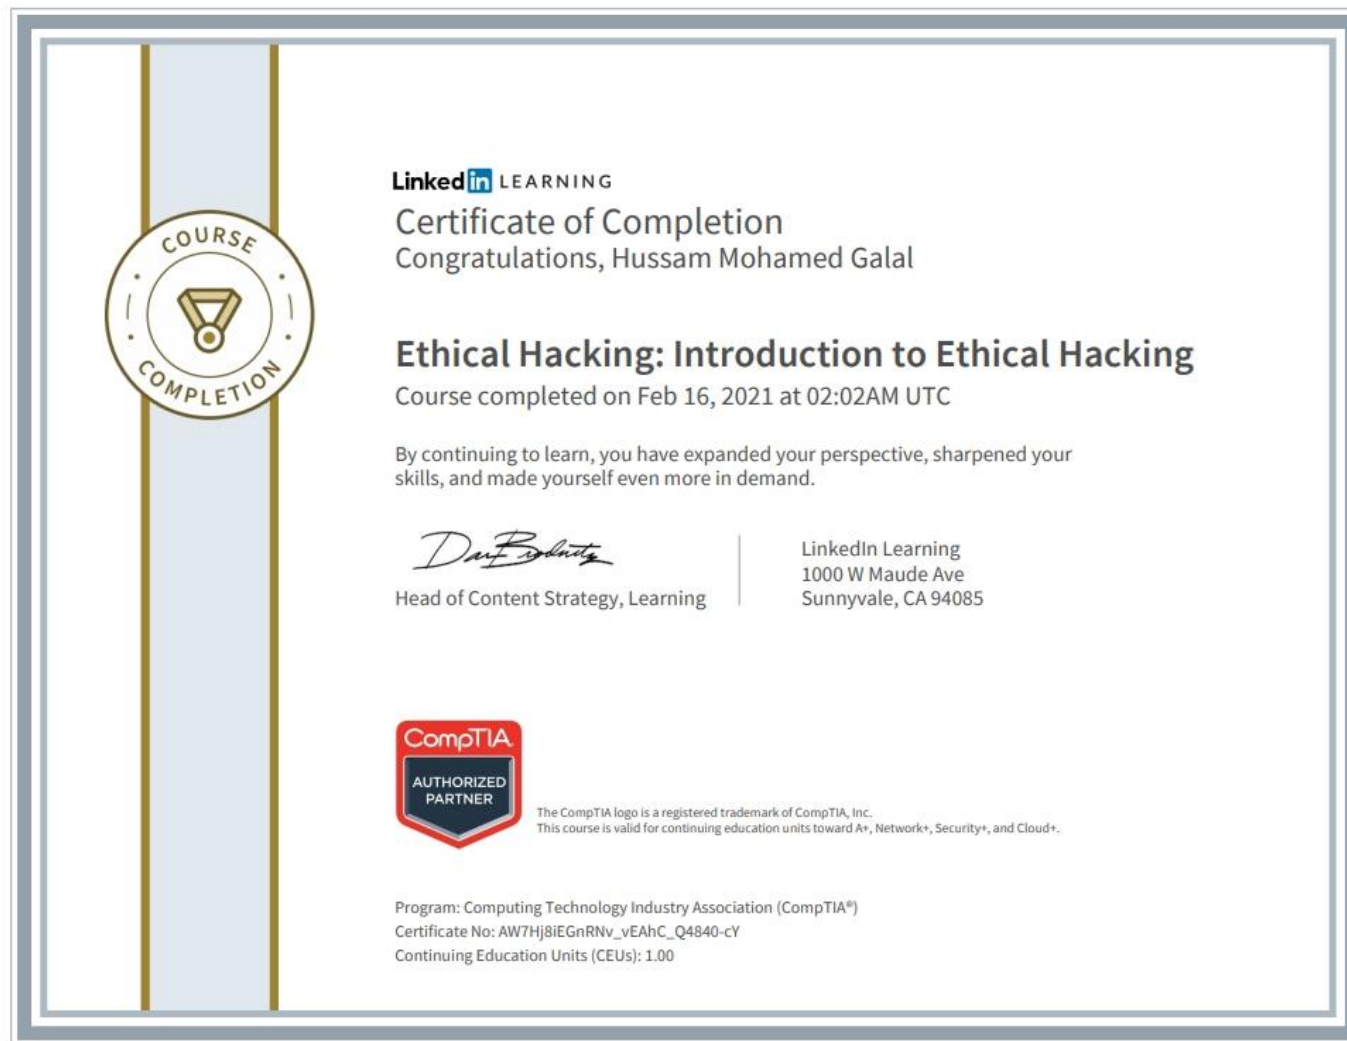 COURSE
COMPLETION
Linked in LEARNING
Certificate of Completion
Congratulations, Hussam Mohamed Galal
Ethical Hacking: Introduction to Ethical Hacking
Course completed on Feb 16, 2021 at 02:02AM UTC
By continuing to learn, you have expanded your perspective, sharpened your
skills, and made yourself even more in demand.
Head of Content Strategy, Learning
LinkedIn Learning
1000 W Maude Ave
Sunnyvale, CA 94085
CompTIA.
AUTHORIZED
PARTNER
The CompTIA logo is a registered trademark of CompTIA, Inc.
This course is valid for continuing education units toward A+, Network+, Security+, and Cloud+.
Program: Computing Technology Industry Association (CompTIA®)
Certificate No: AW7Hj8iEGnRNv_vEAhC_Q4840-cY
Continuing Education Units (CEUs): 1.00